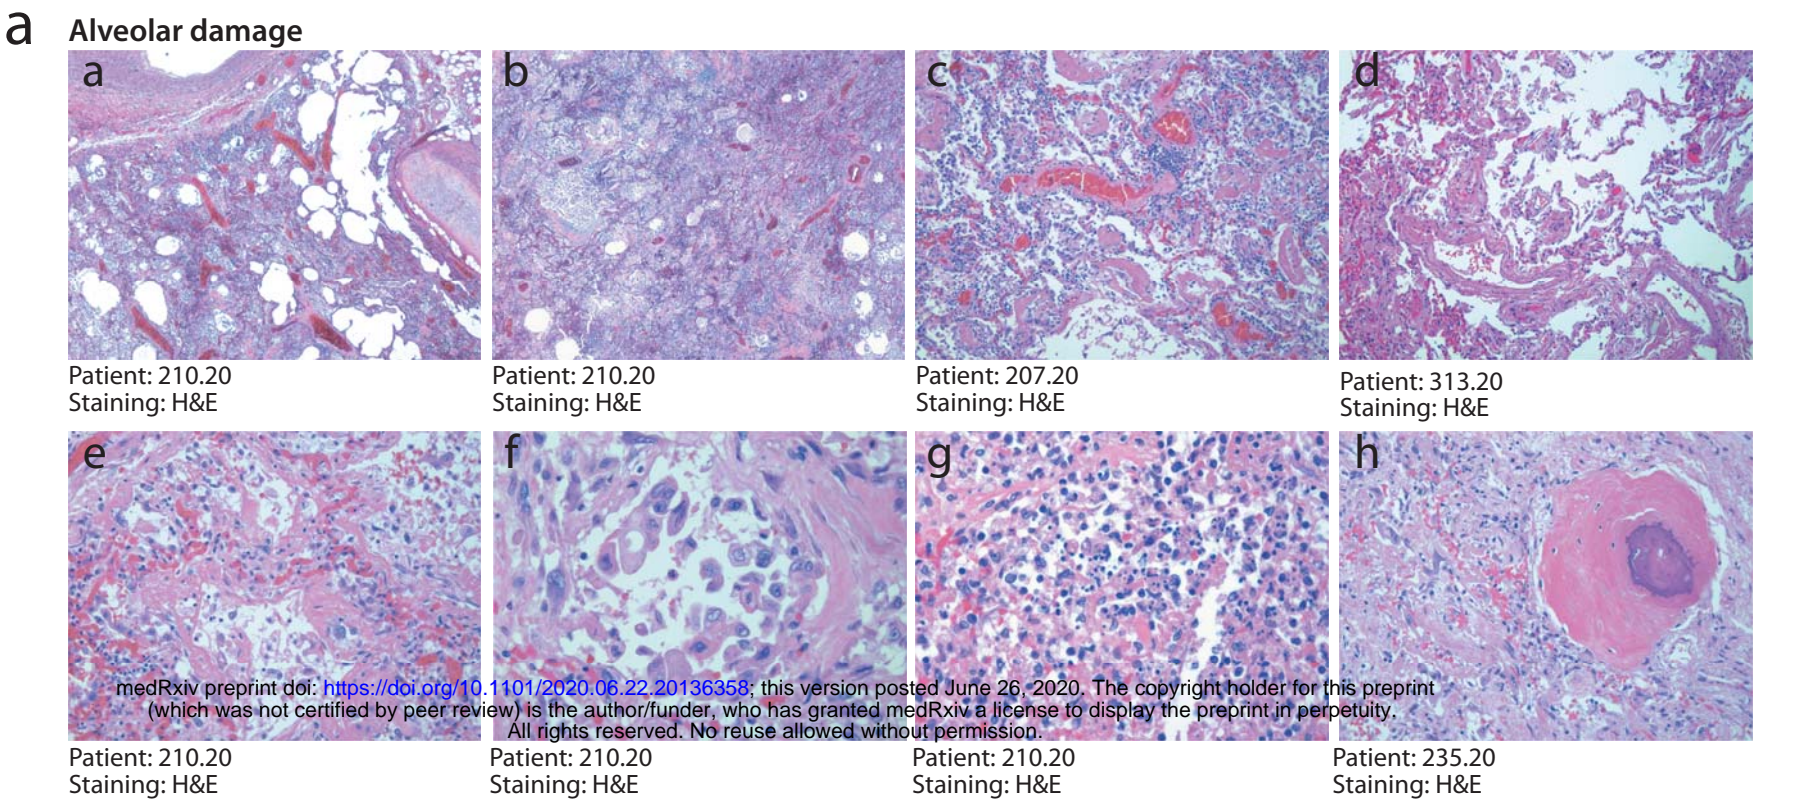 a
Alveolar damage
a
b
c
d
Patient: 210.20
Staining: H&E
Patient: 210.20
Staining: H&E
Patient: 207.20
Staining: H&E
Patient: 313.20
Staining: H&E
e
f
g
h
medRxiv preprint doi: https://doi.org/10.1101/2020.06.22.20136358; this version posted June 26, 2020. The copyright holder for this preprint
(which was not certified by peer review) is the author/funder, who has granted medRxiv a license to display the preprint in perpetuity.
All rights reserved. No reuse allowed without permission.
Patient: 210.20
Staining: H&E
Patient: 210.20
Staining: H&E
Patient: 210.20
Staining: H&E
Patient: 235.20
Staining: H&E